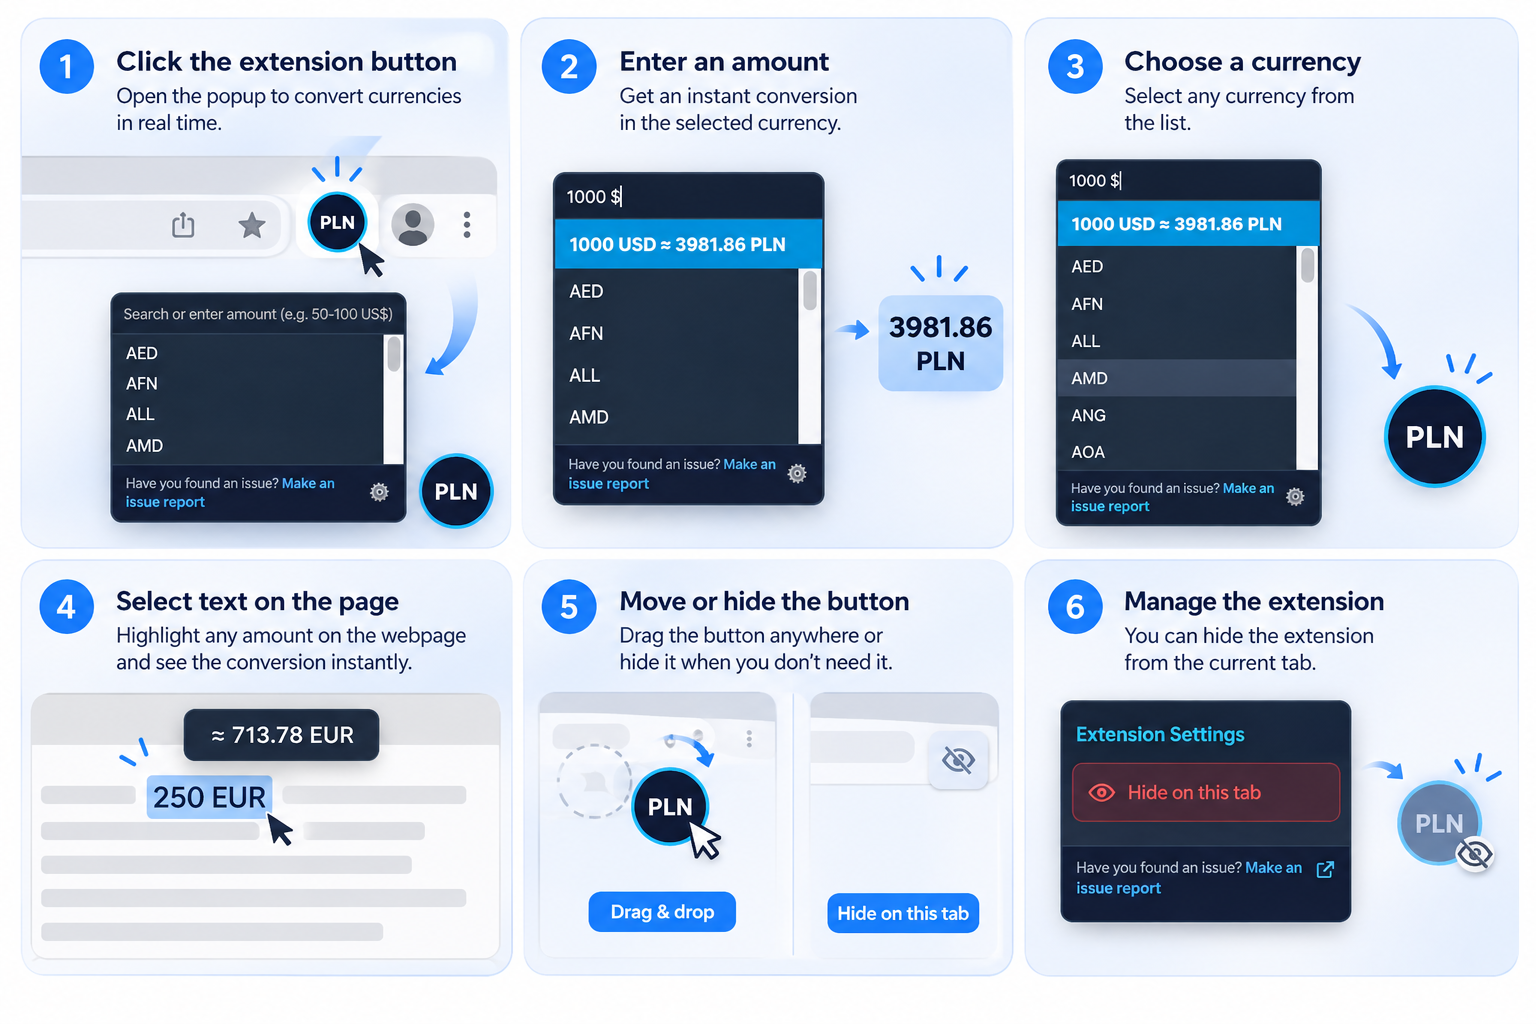 1
Click the extension button
Open the popup to convert currencies
in real time.
PLN
Search or enter amount (e.g. 50-100 US$)
AED
AFN
ALL
AMD
Have you found an issue? Make an
issue report
PLN
2
Enter an amount
Get an instant conversion
in the selected currency.
1000 $
1000 USD ≈ 3981.86 PLN
AED
AFN
ALL
AMD
Have you found an issue? Make an
issue report
3981.86
PLN
3
Choose a currency
Select any currency from
the list.
1000 $
1000 USD ≈ 3981.86 PLN
AED
AFN
ALL
AMD
ANG
AOA
Have you found an issue? Make an
issue report
PLN
4
Select text on the page
Highlight any amount on the webpage
and see the conversion instantly.
≈ 713.78 EUR
250 EUR
5
Move or hide the button
Drag the button anywhere or
hide it when you don’t need it.
PLN
Drag & drop
Hide on this tab
6
Manage the extension
You can hide the extension
from the current tab.
Extension Settings
Hide on this tab
Have you found an issue? Make an
issue report
PLN